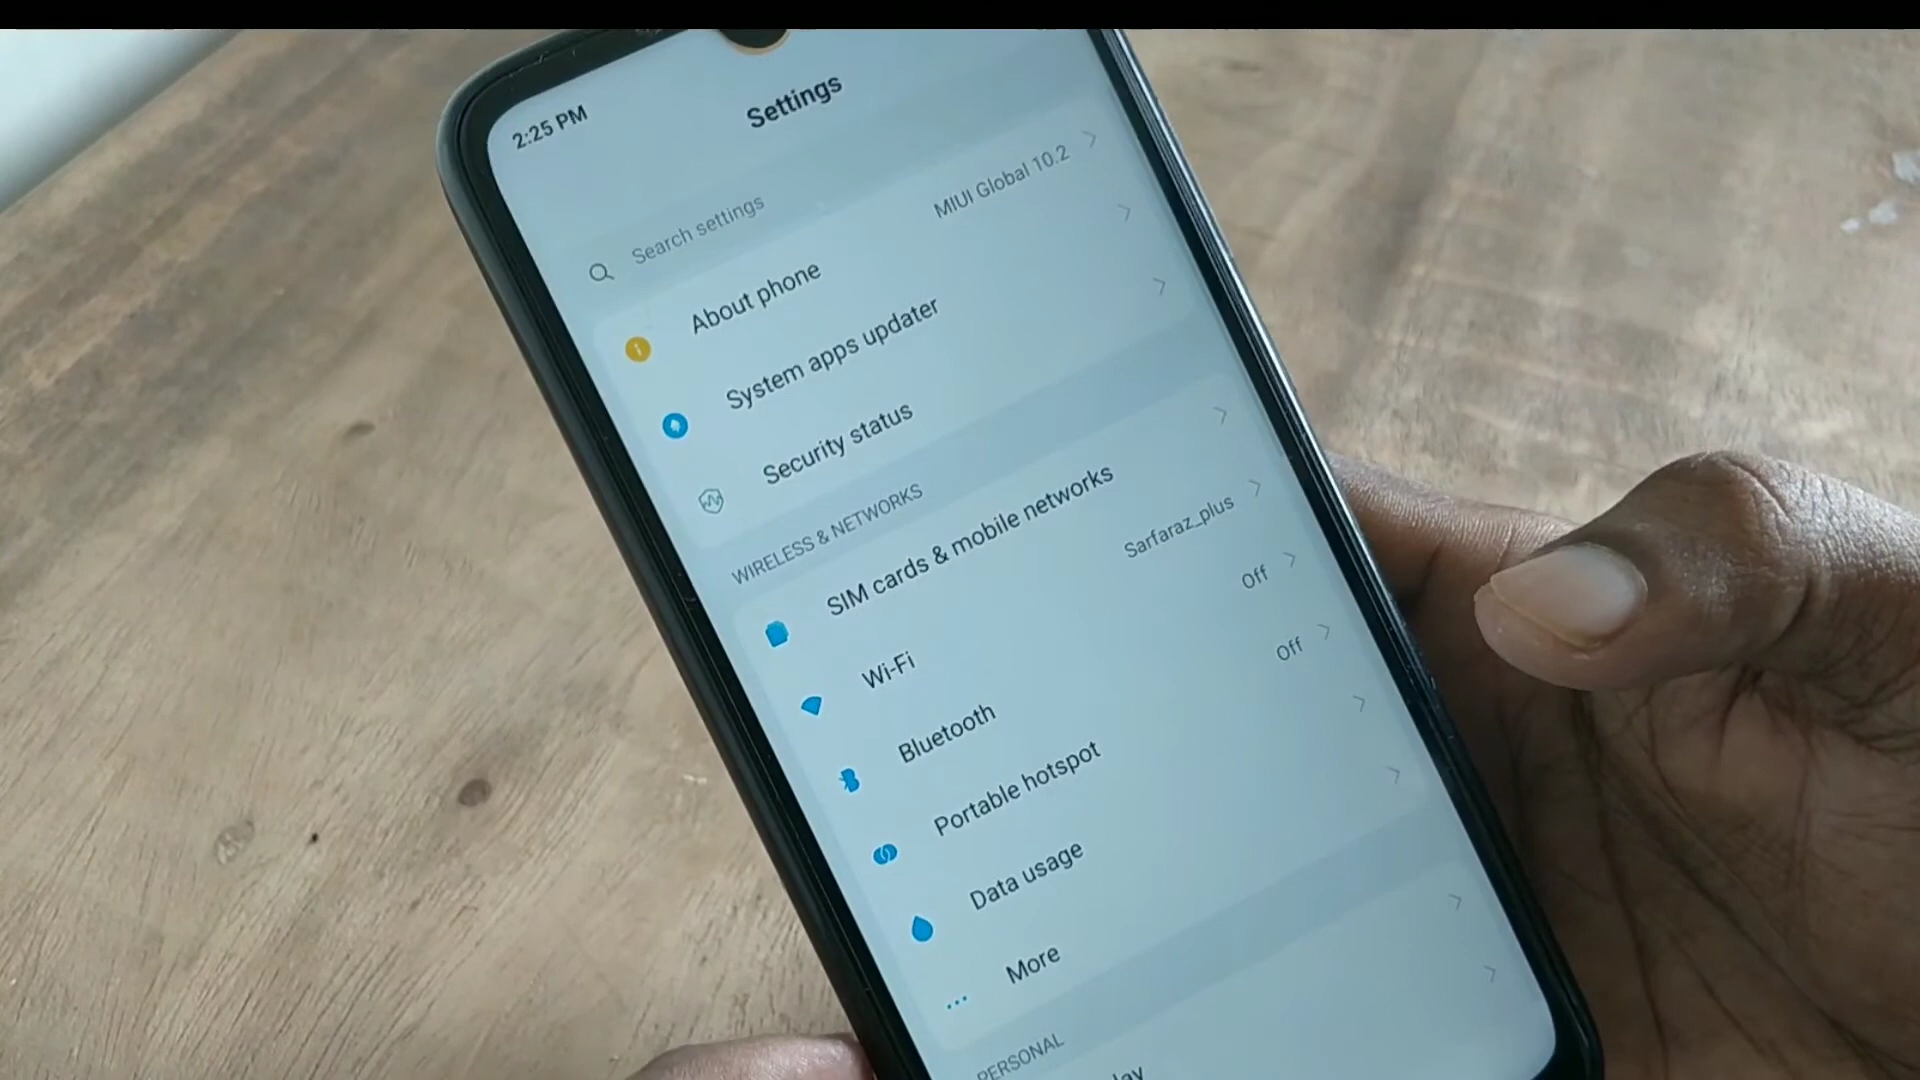 2:25 PM
Settings
Search settings
About phone MIUI Global 10.2
System apps updater
Security status
WIRELESS & NETWORKS
SIM cards & mobile networks
Wi-Fi Sarfaraz_plus
Bluetooth Off
Portable hotspot Off
Data usage
More
PERSONAL